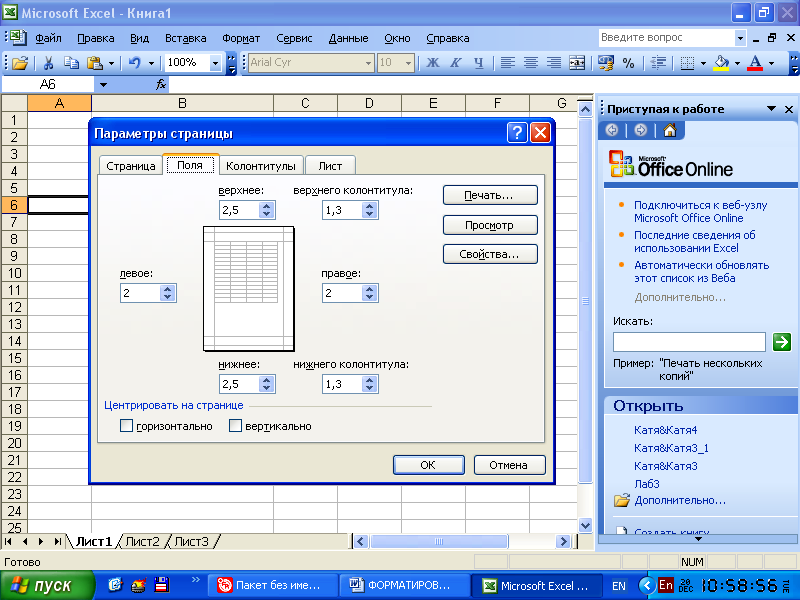 Microsoft Excel - Книга1
Файл Правка Вид Вставка Формат Сервис Данные Окно Справка
Введите вопрос
100% Arial Cyr 10 Ж К Ч %
A6 fx
A B C D E F G
1
2
3
4
5
6
7
8
9
10
11
12
13
14
15
16
17
18
19
20
21
22
23
24
25
Параметры страницы
Страница Поля Колонтитулы Лист
верхнее: верхнего колонтитула:
2,5 1,3
Печать...
Просмотр
Свойства...
левое: правое:
2 2
нижнее: нижнего колонтитула:
2,5 1,3
Центрировать на странице
горизонтально вертикально
OK Отмена
Приступая к работе
Microsoft
Office Online
Подключиться к веб-узлу
Microsoft Office Online
Последние сведения об
использовании Excel
Автоматически обновлять
этот список из Веба
Дополнительно...
Искать:
Пример: "Печать нескольких
копий"
Открыть
Катя&Катя4
Катя&Катя3_1
Катя&Катя3
Лаб3
Дополнительно...
Создать книгу
Лист1 Лист2 Лист3
Готово NUM
пуск Пакет без име... ФОРМАТИРОВ... Microsoft Excel ... EN En 28 DEC 10:58:56